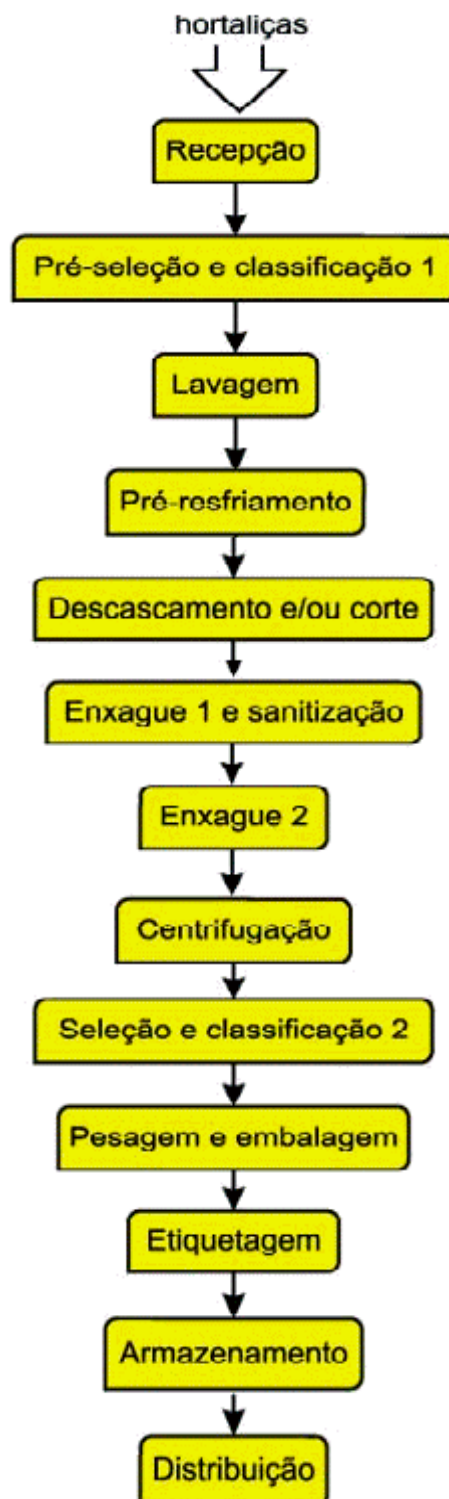 hortaliças
Recepção
Pré-seleção e classificação 1
Lavagem
Pré-resfriamento
Descascamento e/ou corte
Enxague 1 e sanitização
Enxague 2
Centrifugação
Seleção e classificação 2
Pesagem e embalagem
Etiquetagem
Armazenamento
Distribuição